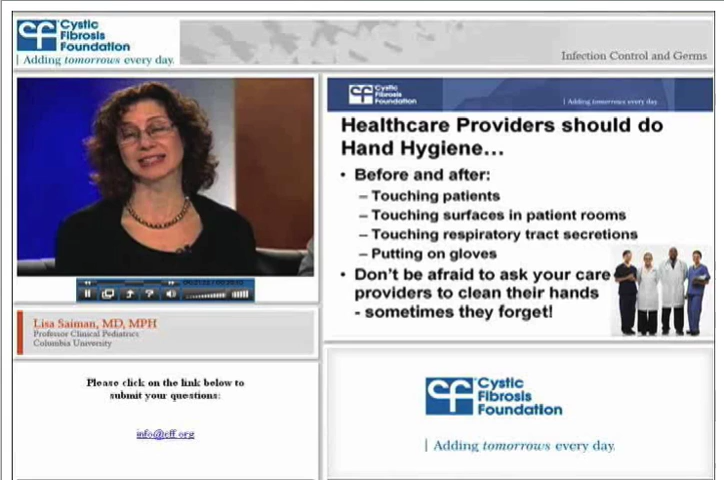 Cystic
Fibrosis
Foundation
Adding tomorrows every day.
Infection Control and Germs
Cystic
Fibrosis
Foundation
Adding tomorrows every day.
Healthcare Providers should do
Hand Hygiene…
• Before and after:
– Touching patients
– Touching surfaces in patient rooms
– Touching respiratory tract secretions
– Putting on gloves
• Don't be afraid to ask your care
providers to clean their hands
- sometimes they forget!
Lisa Saiman, MD, MPH
Professor Clinical Pediatrics
Columbia University
Please click on the link below to
submit your questions:
info@cff.org
Cystic
Fibrosis
Foundation
Adding tomorrows every day.